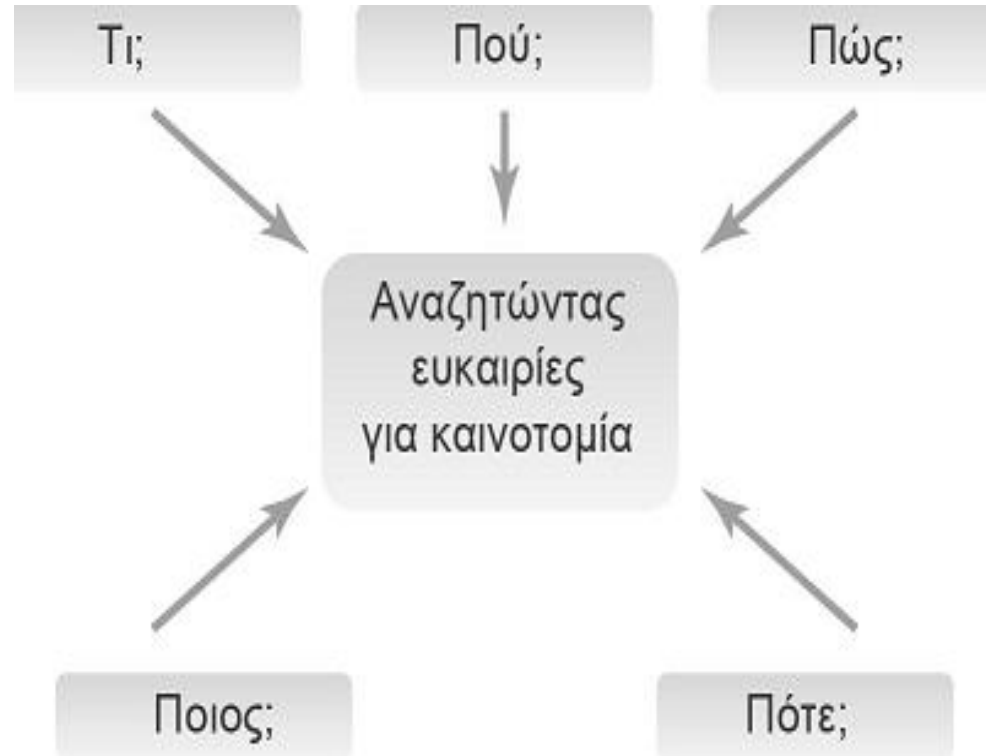 Τι;
Πού;
Πώς;
Αναζητώντας
ευκαιρίες
για καινοτομία
Ποιος;
Πότε;